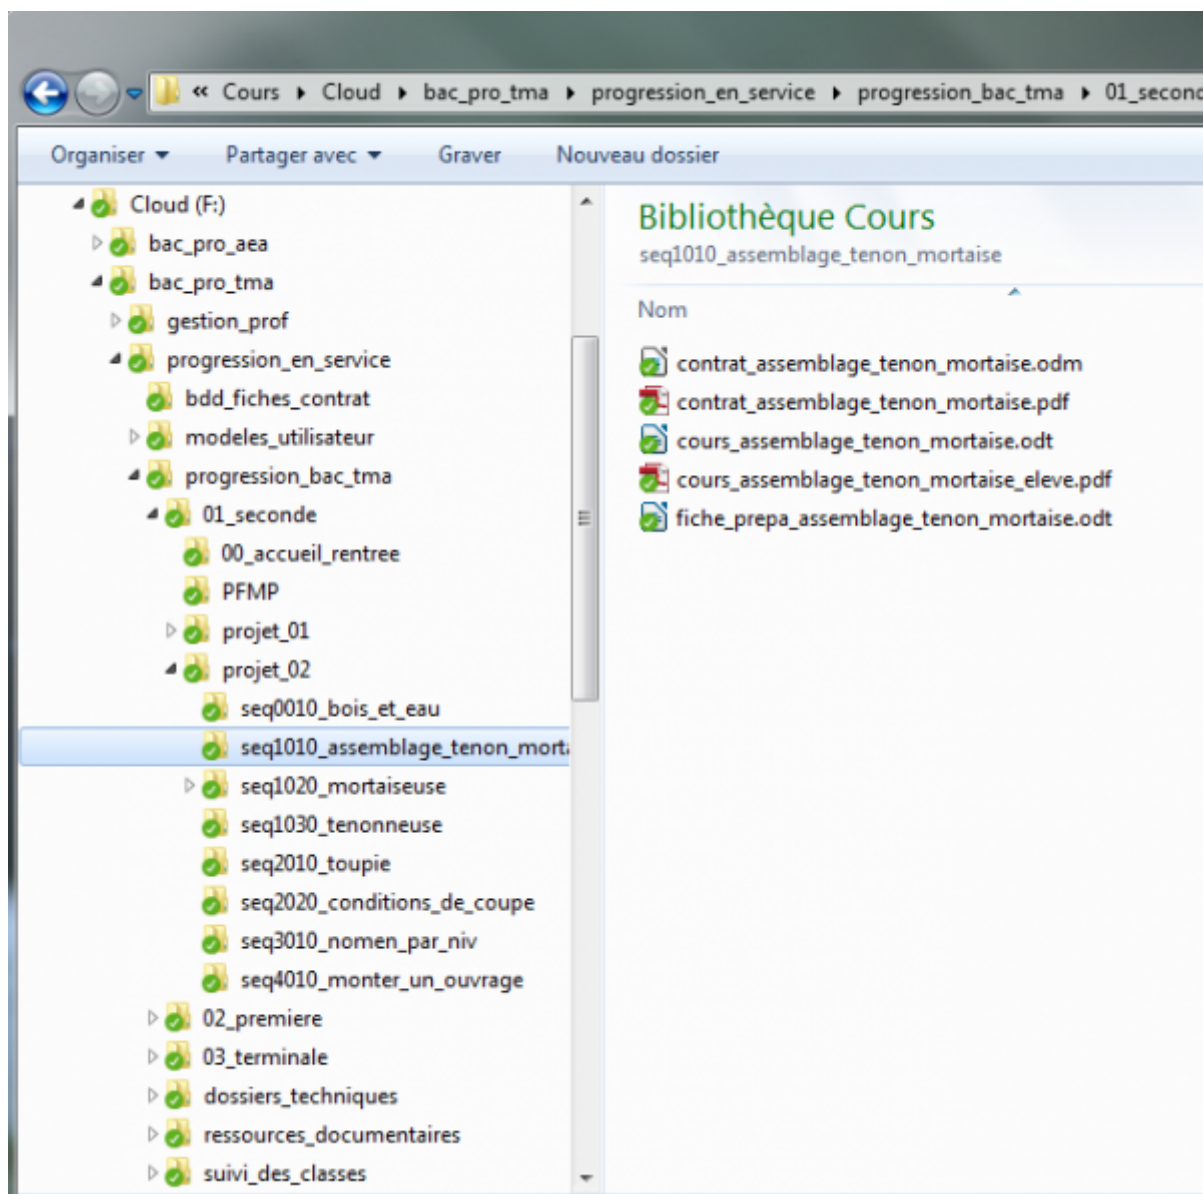 « Cours ▸ Cloud ▸ bac_pro_tma ▸ progression_en_service ▸ progression_bac_tma ▸ 01_second
Organiser ▾ Partager avec ▾ Graver Nouveau dossier
Cloud (F:)
bac_pro_aea
bac_pro_tma
gestion_prof
progression_en_service
bdd_fiches_contrat
modeles_utilisateur
progression_bac_tma
01_seconde
00_accueil_rentree
PFMP
projet_01
projet_02
seq0010_bois_et_eau
seq1010_assemblage_tenon_morta
seq1020_mortaiseuse
seq1030_tenonneuse
seq2010_toupie
seq2020_conditions_de_coupe
seq3010_nomen_par_niv
seq4010_monter_un_ouvrage
02_premiere
03_terminale
dossiers_techniques
ressources_documentaires
suivi_des_classes
Bibliothèque Cours
seq1010_assemblage_tenon_mortaise
Nom
contrat_assemblage_tenon_mortaise.odm
contrat_assemblage_tenon_mortaise.pdf
cours_assemblage_tenon_mortaise.odt
cours_assemblage_tenon_mortaise_eleve.pdf
fiche_prepa_assemblage_tenon_mortaise.odt